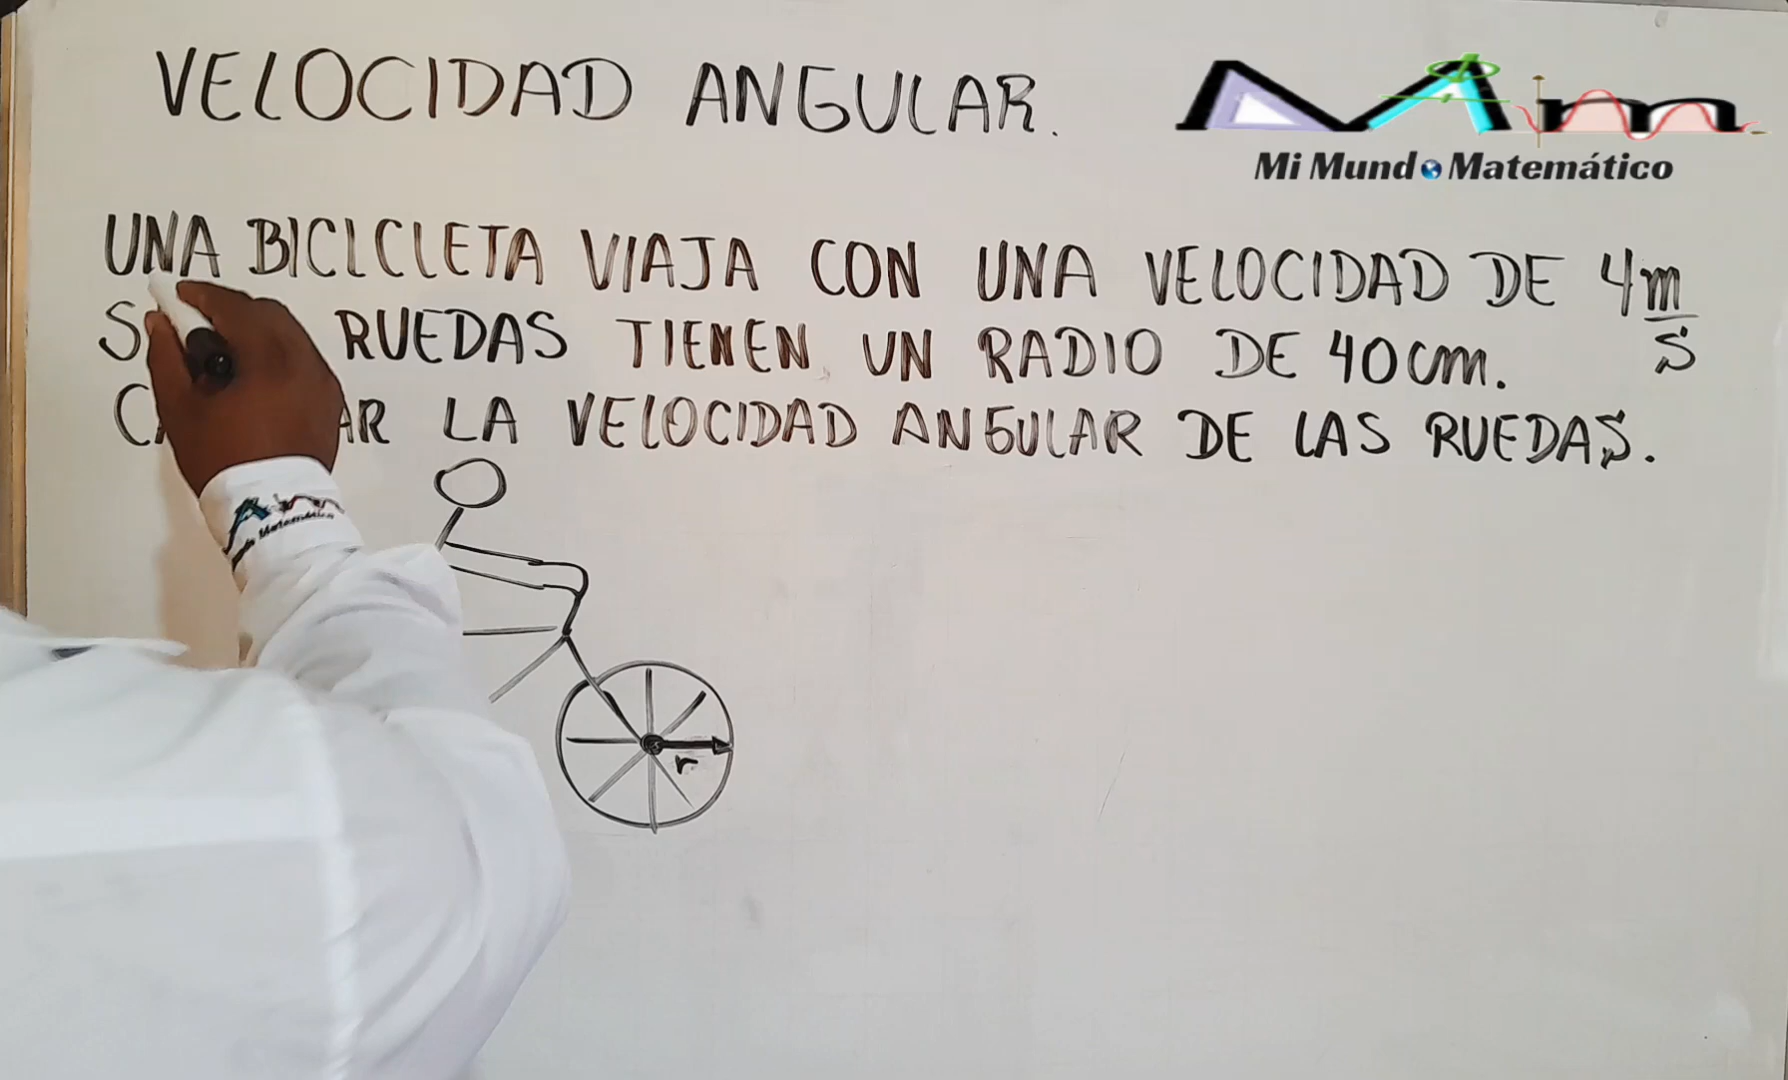 VELOCIDAD ANGULAR.
Mi Mundo Matemático
UNA BICICLETA VIAJA CON UNA VELOCIDAD DE 4 m/s
RUEDAS TIENEN UN RADIO DE 40 cm.
LA VELOCIDAD ANGULAR DE LAS RUEDAS.
r